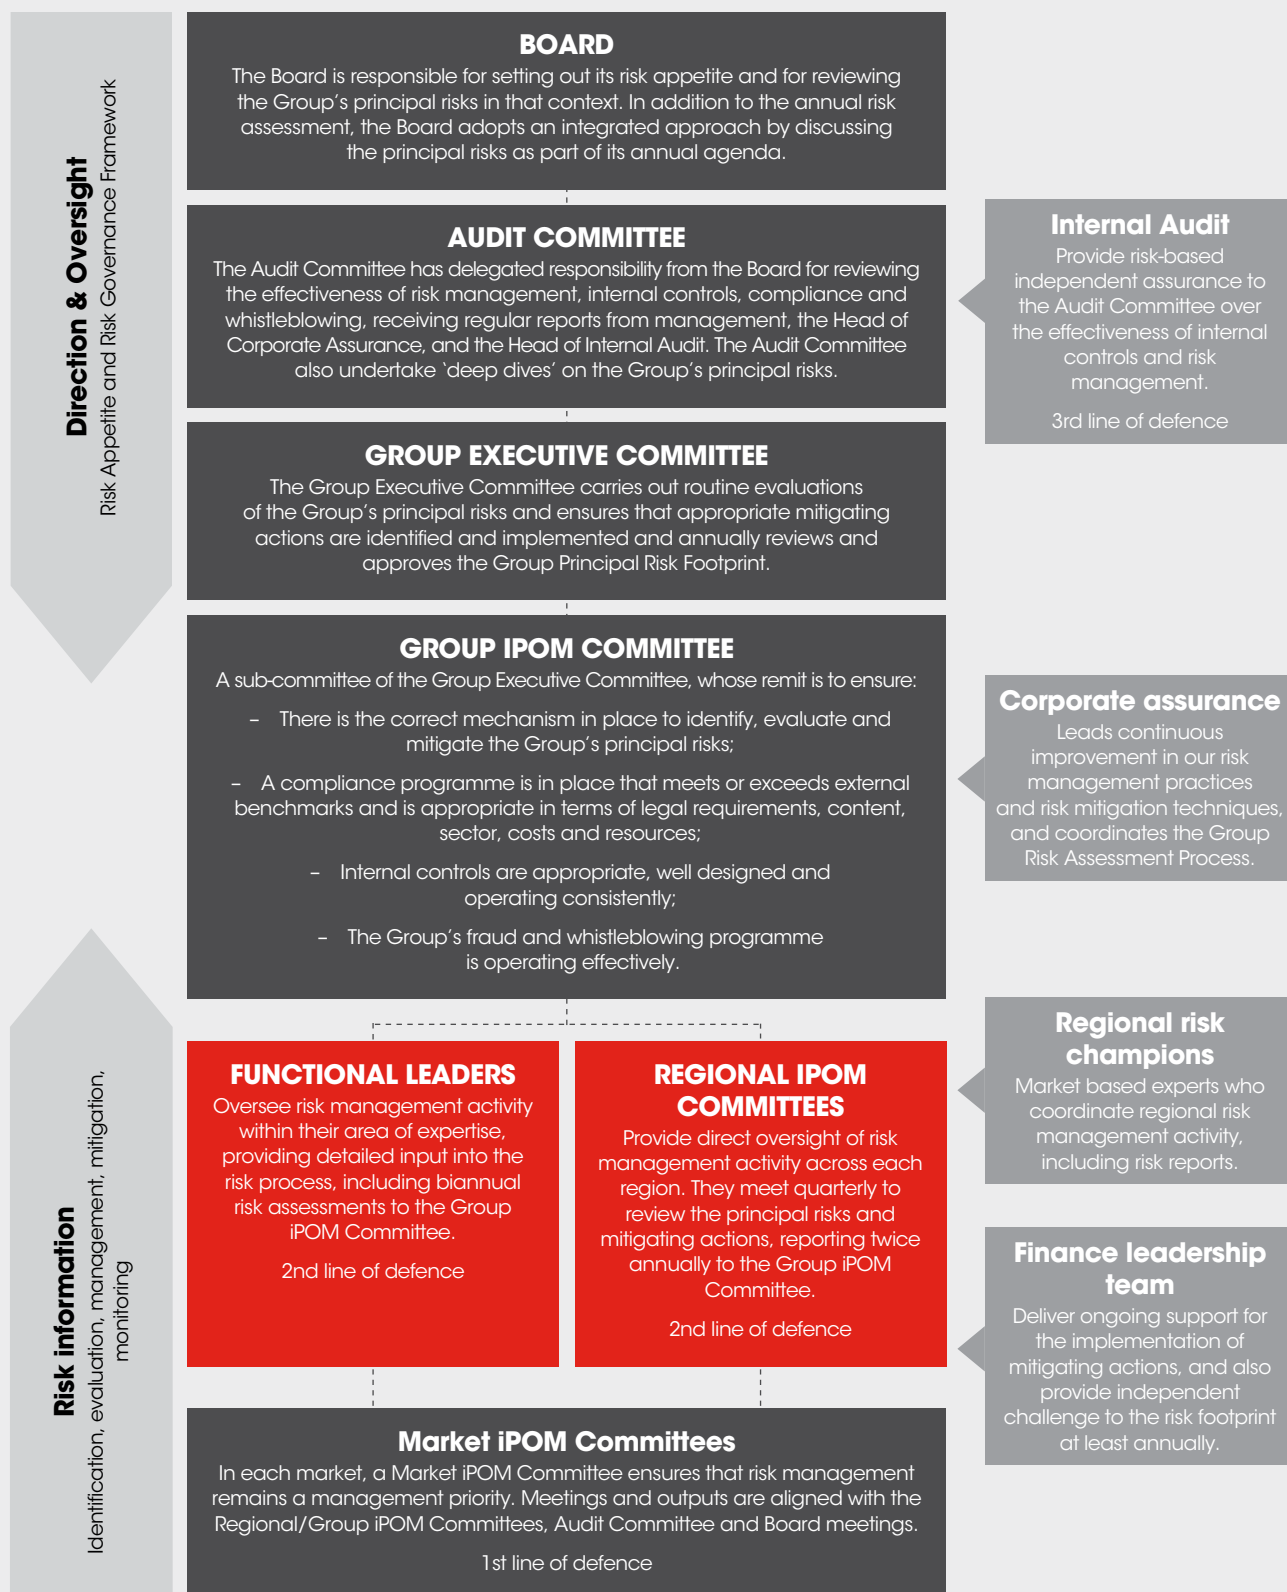 Direction & Oversight
Risk Appetite and Risk Governance Framework
BOARD
The Board is responsible for setting out its risk appetite and for reviewing
the Group's principal risks in that context. In addition to the annual risk
assessment, the Board adopts an integrated approach by discussing
the principal risks as part of its annual agenda.
AUDIT COMMITTEE
The Audit Committee has delegated responsibility from the Board for reviewing
the effectiveness of risk management, internal controls, compliance and
whistleblowing, receiving regular reports from management, the Head of
Corporate Assurance, and the Head of Internal Audit. The Audit Committee
also undertake ‘deep dives’ on the Group's principal risks.
Internal Audit
Provide risk-based
independent assurance to
the Audit Committee over
the effectiveness of internal
controls and risk
management.
3rd line of defence
GROUP EXECUTIVE COMMITTEE
The Group Executive Committee carries out routine evaluations
of the Group's principal risks and ensures that appropriate mitigating
actions are identified and implemented and annually reviews and
approves the Group Principal Risk Footprint.
GROUP IPOM COMMITTEE
A sub-committee of the Group Executive Committee, whose remit is to ensure:
– There is the correct mechanism in place to identify, evaluate and
mitigate the Group's principal risks;
– A compliance programme is in place that meets or exceeds external
benchmarks and is appropriate in terms of legal requirements, content,
sector, costs and resources;
– Internal controls are appropriate, well designed and
operating consistently;
– The Group's fraud and whistleblowing programme
is operating effectively.
Corporate assurance
Leads continuous
improvement in our risk
management practices
and risk mitigation techniques,
and coordinates the Group
Risk Assessment Process.
Risk information
Identification, evaluation, management, mitigation,
monitoring
FUNCTIONAL LEADERS
Oversee risk management activity
within their area of expertise,
providing detailed input into the
risk process, including biannual
risk assessments to the Group
iPOM Committee.
2nd line of defence
REGIONAL IPOM
COMMITTEES
Provide direct oversight of risk
management activity across each
region. They meet quarterly to
review the principal risks and
mitigating actions, reporting twice
annually to the Group iPOM
Committee.
2nd line of defence
Regional risk
champions
Market based experts who
coordinate regional risk
management activity,
including risk reports.
Finance leadership
team
Deliver ongoing support for
the implementation of
mitigating actions, and also
provide independent
challenge to the risk footprint
at least annually.
Market iPOM Committees
In each market, a Market iPOM Committee ensures that risk management
remains a management priority. Meetings and outputs are aligned with the
Regional/Group iPOM Committees, Audit Committee and Board meetings.
1st line of defence